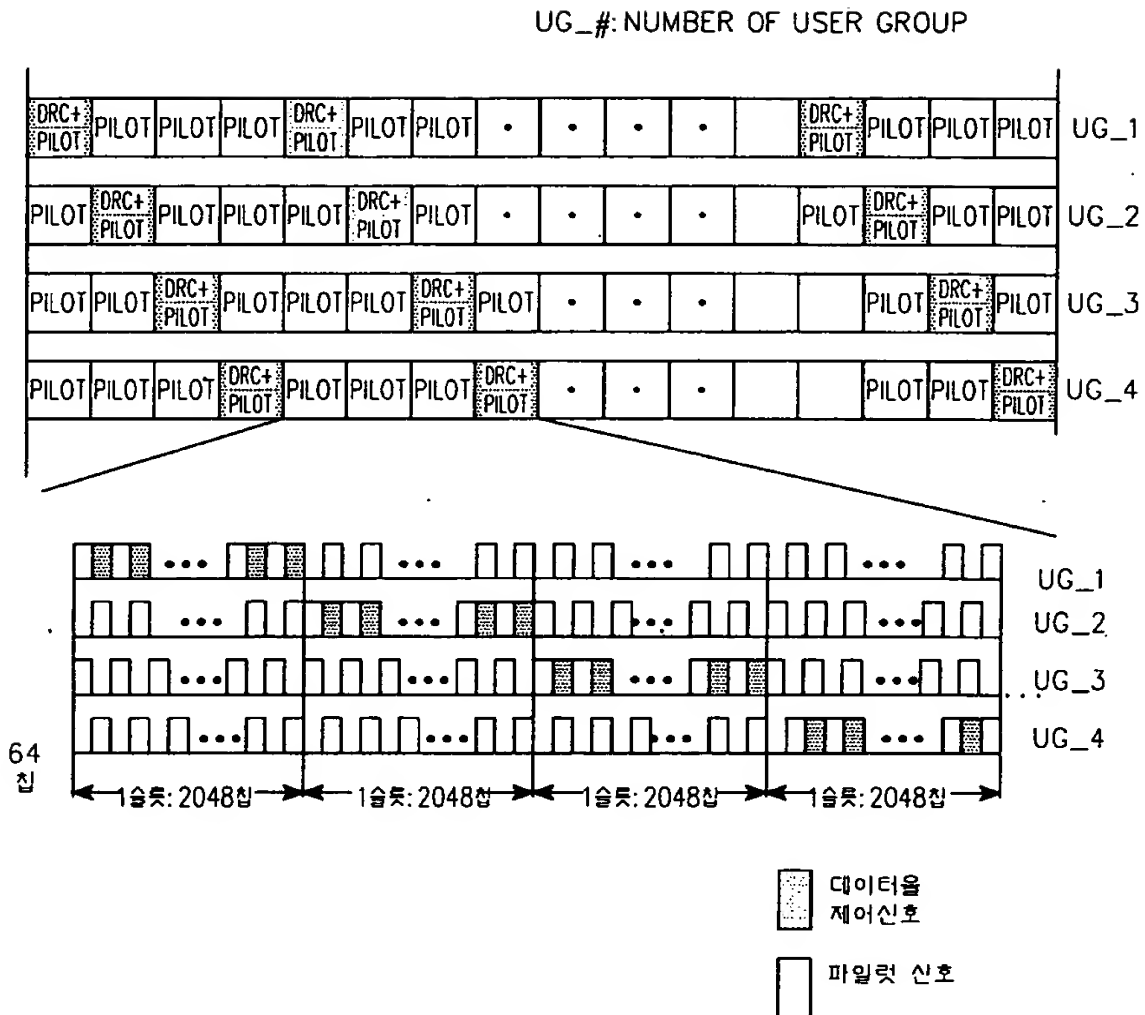 UG_#: NUMBER OF USER GROUP
DRC+ PILOT PILOT PILOT PILOT DRC+ PILOT PILOT PILOT • • • • DRC+ PILOT PILOT PILOT PILOT UG_1
PILOT DRC+ PILOT PILOT PILOT PILOT DRC+ PILOT PILOT • • • • PILOT DRC+ PILOT PILOT PILOT UG_2
PILOT PILOT DRC+ PILOT PILOT PILOT PILOT DRC+ PILOT PILOT • • • PILOT DRC+ PILOT PILOT UG_3
PILOT PILOT PILOT DRC+ PILOT PILOT PILOT PILOT DRC+ PILOT • • • PILOT PILOT DRC+ PILOT UG_4
••• ••• ••• ••• UG_1
••• ••• ••• ••• UG_2
••• ••• ••• ••• ... UG_3
••• ••• ••• ••• UG_4
64
칩
1슬롯: 2048칩 1슬롯: 2048칩 1슬롯: 2048칩 1슬롯: 2048칩
데이터율
제어신호
파일럿 신호